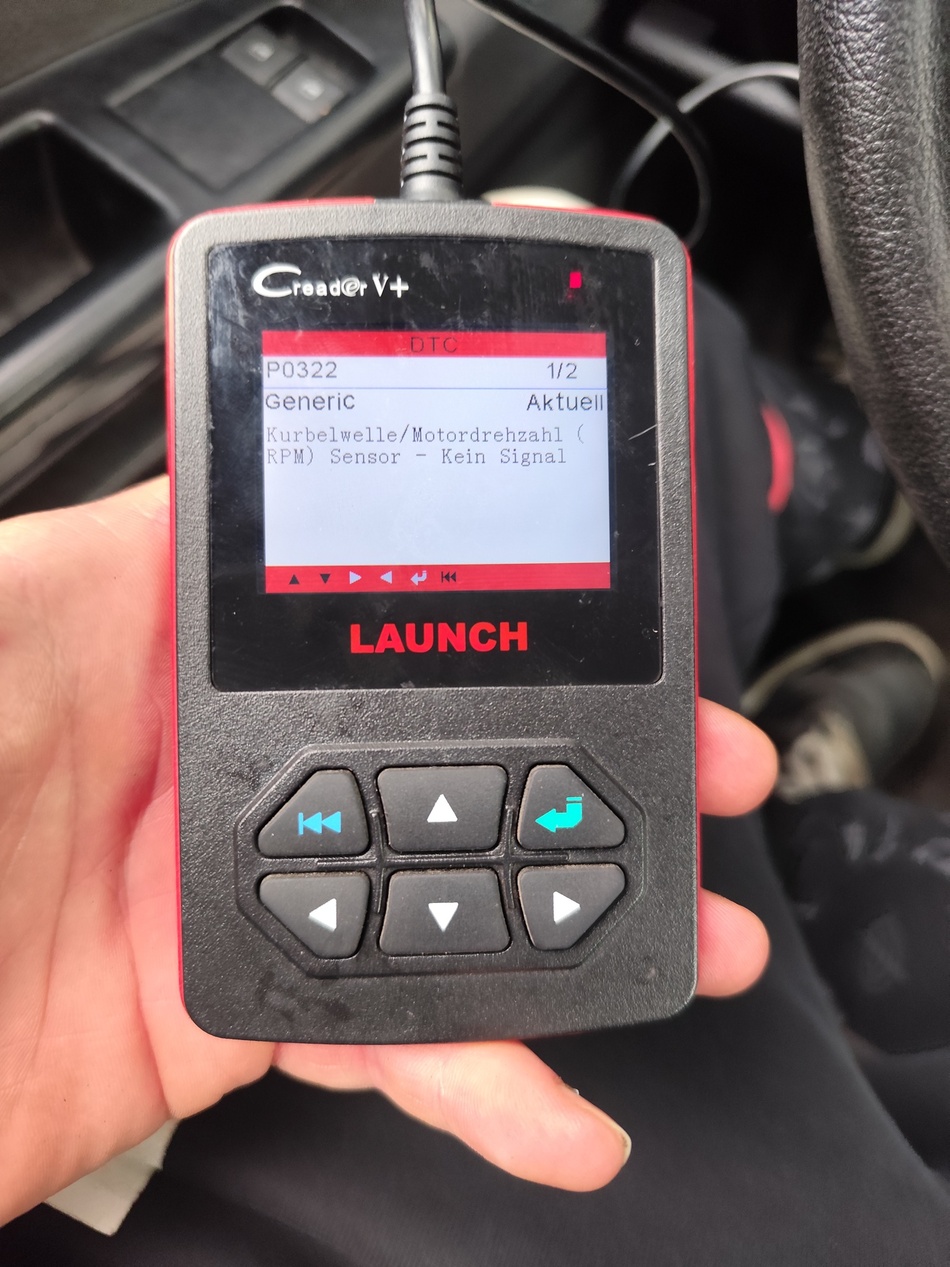 Creader V+
DTC
P0322 1/2
Generic Aktuell
Kurbelwelle/Motordrehzahl (
RPM) Sensor - Kein Signal
LAUNCH